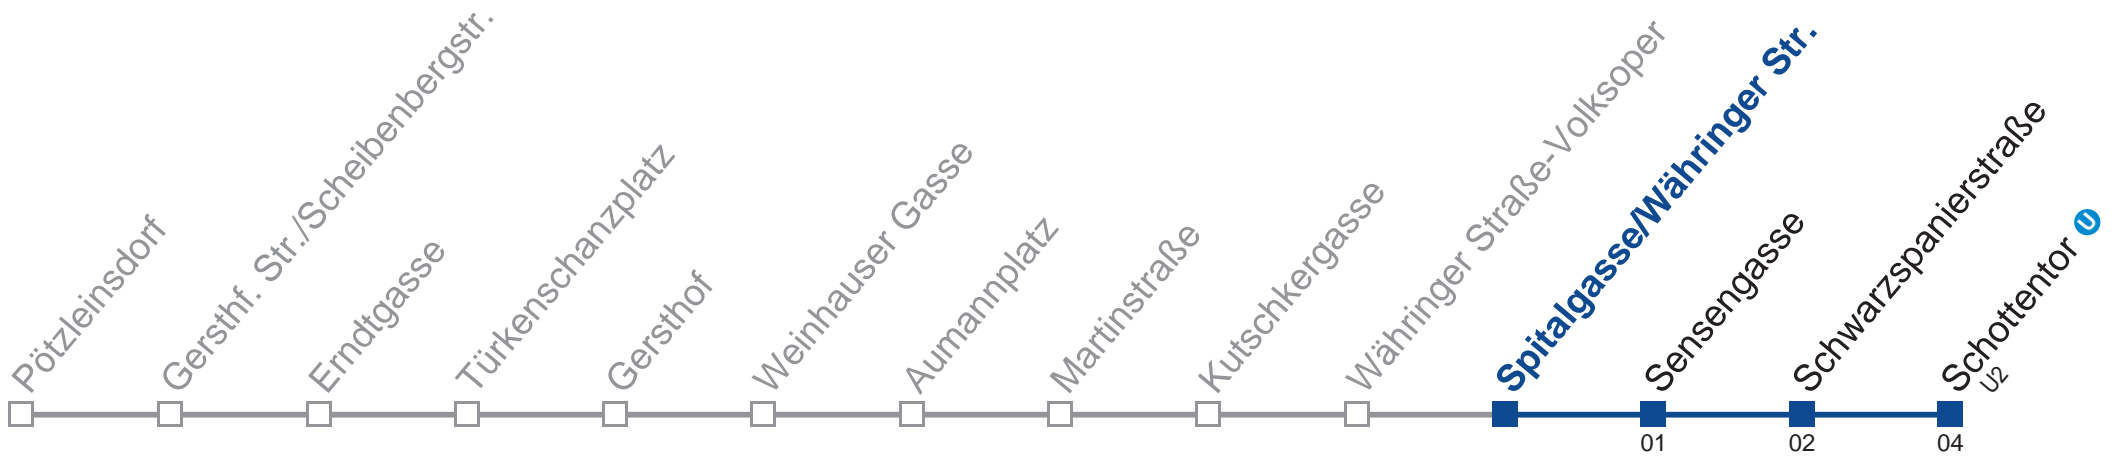 Pötzleinsdorf
Gersthf. Str./Scheibenbergstr.
Erndtgasse
Türkenschanzplatz
Gersthof
Weinhauser Gasse
Aumannplatz
Martinstraße
Kutschkergasse
Währinger Straße-Volksoper
Spitalgasse/Währinger Str.
Sensengasse
Schwarzspanierstraße
Schottentor U
U2
01
02
04